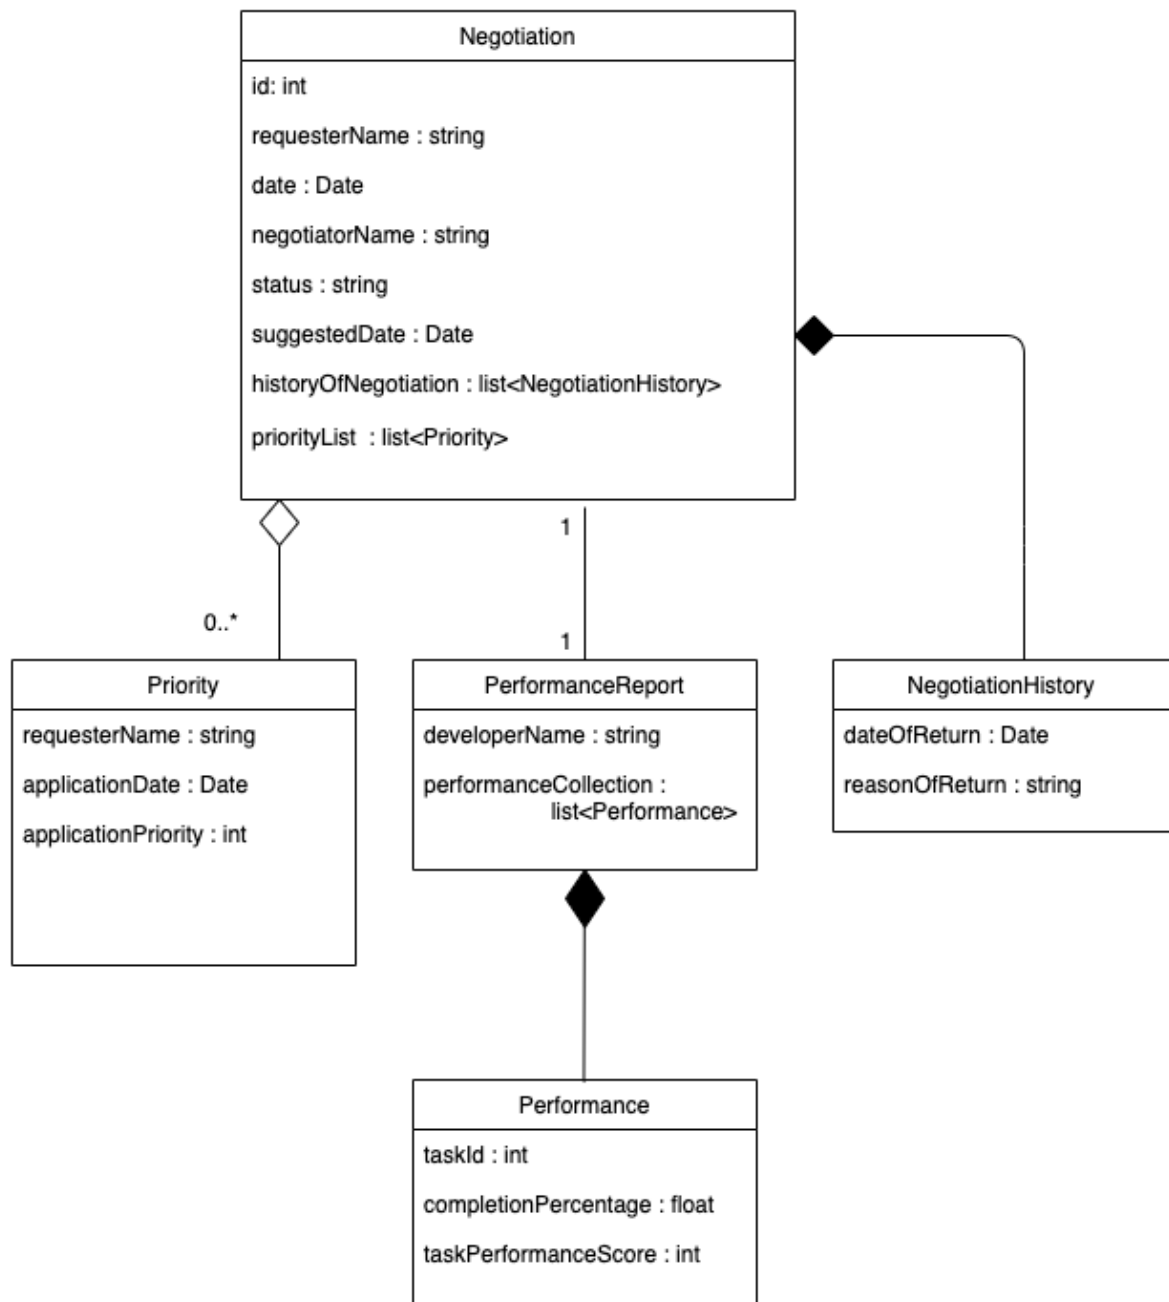 Negotiation
id: int
requesterName : string
date : Date
negotiatorName : string
status : string
suggestedDate : Date
historyOfNegotiation : list<NegotiationHistory>
priorityList : list<Priority>
1
0..*
1
Priority
requesterName : string
applicationDate : Date
applicationPriority : int
PerformanceReport
developerName : string
performanceCollection :
list<Performance>
NegotiationHistory
dateOfReturn : Date
reasonOfReturn : string
Performance
taskId : int
completionPercentage : float
taskPerformanceScore : int